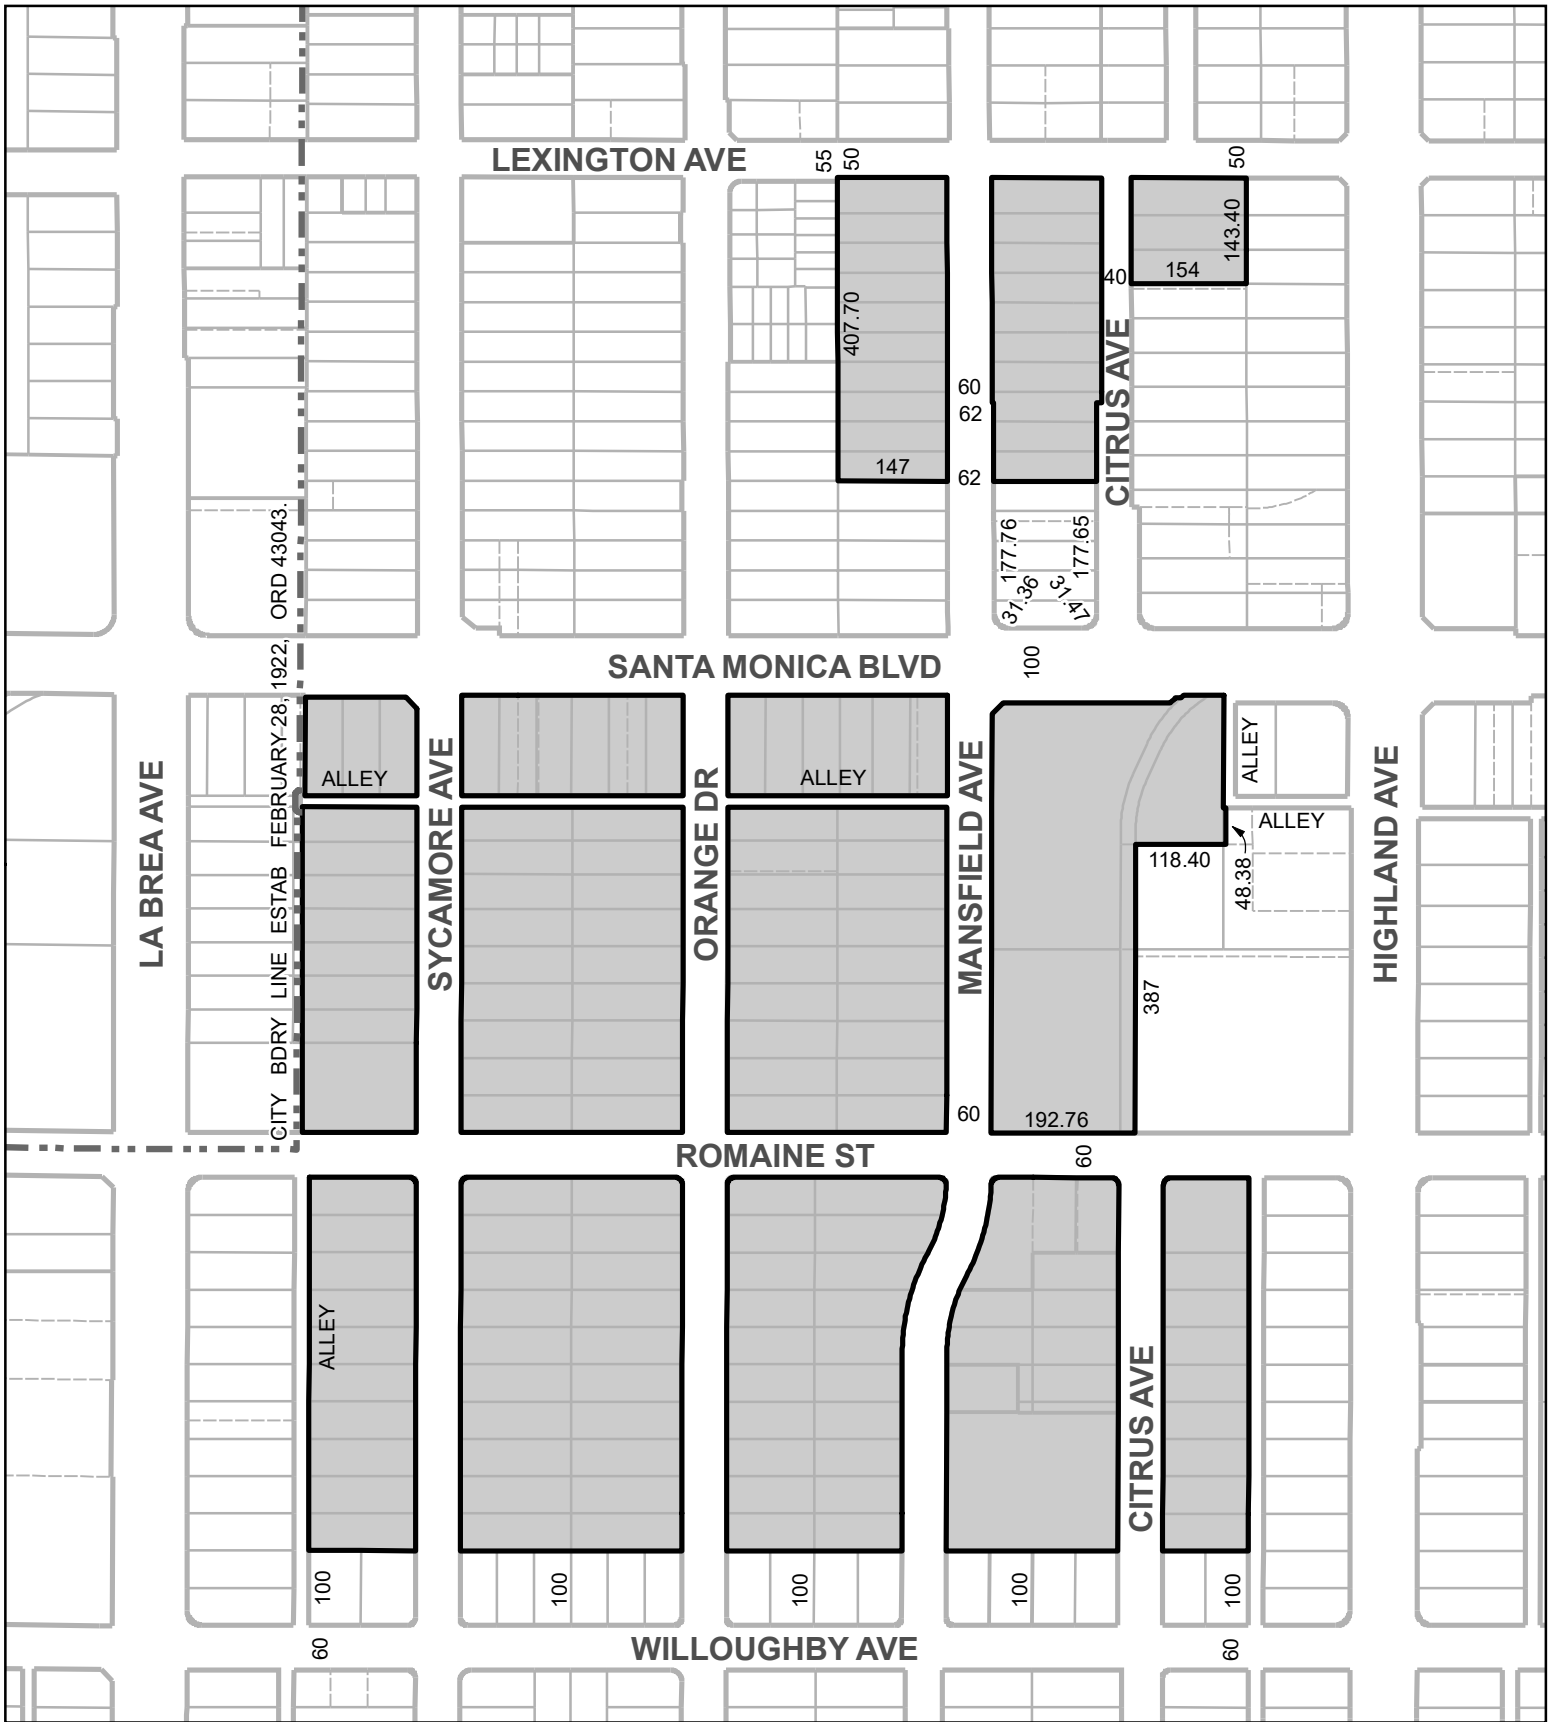 LEXINGTON AVE
55
50
50
143.40
154
40
407.70
CITRUS AVE
60
62
147
62
177.76
177.65
31.36
31.47
CITY BDRY LINE ESTAB FEBRUARY 28, 1922, ORD 43043.
SANTA MONICA BLVD
100
ALLEY
ALLEY
ALLEY
ALLEY
LA BREA AVE
SYCAMORE AVE
ORANGE DR
MANSFIELD AVE
HIGHLAND AVE
118.40
48.38
387
60
192.76
ROMAINE ST
60
ALLEY
CITRUS AVE
100
100
100
100
100
60
WILLOUGHBY AVE
60